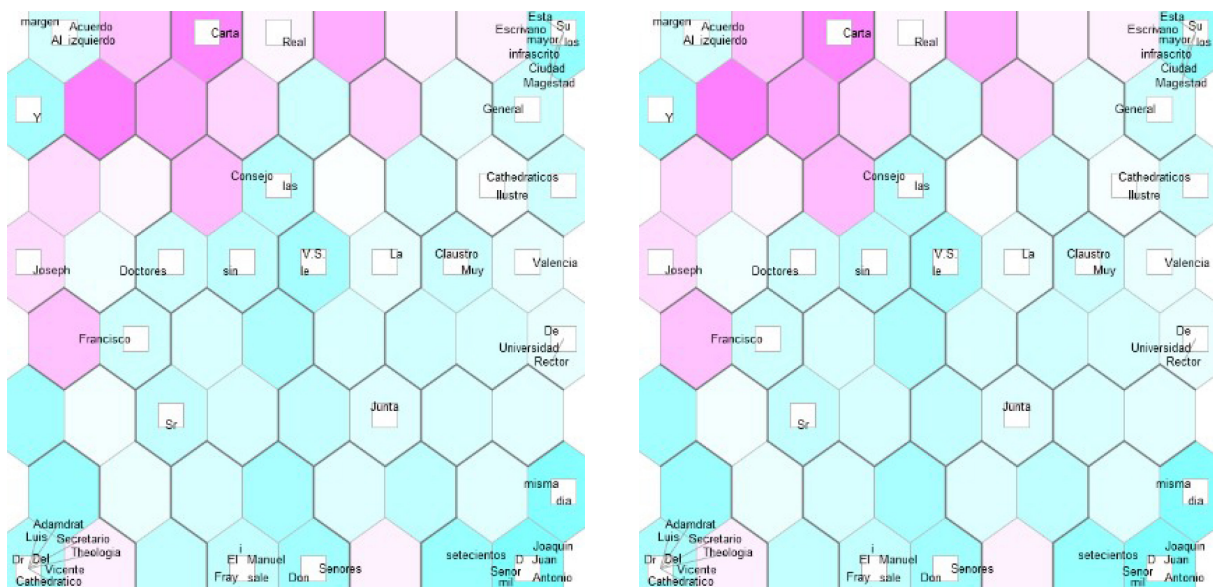 margen Acuerdo
Al izquierdo
Carta
Real
Esta
Su
Escrivano
mayor los
infrascrito
Ciudad
Magestad
Y
General
Consejo
las
Cathedraticos
Ilustre
Joseph
Doctores
sin
V.S.
le
La
Claustro
Muy
Valencia
Francisco
De
Universidad
Rector
Sr
Junta
misma
dia
Adamdrat
Luis Secretario
Dr Del Theologia
Vicente
Cathedratico
i
El Manuel
Fray sale
Don
Senores
setecientos
Joaquin
D Juan
Senor
mil
Antonio
margen Acuerdo
Al izquierdo
Carta
Real
Esta
Su
Escrivano
mayor los
infrascrito
Ciudad
Magestad
Y
General
Consejo
las
Cathedraticos
Ilustre
Joseph
Doctores
sin
V.S.
le
La
Claustro
Muy
Valencia
Francisco
De
Universidad
Rector
Sr
Junta
misma
dia
Adamdrat
Luis Secretario
Dr Del Theologia
Vicente
Cathedratico
i
El Manuel
Fray sale
Don
Senores
setecientos
Joaquin
D Juan
Senor
mil
Antonio